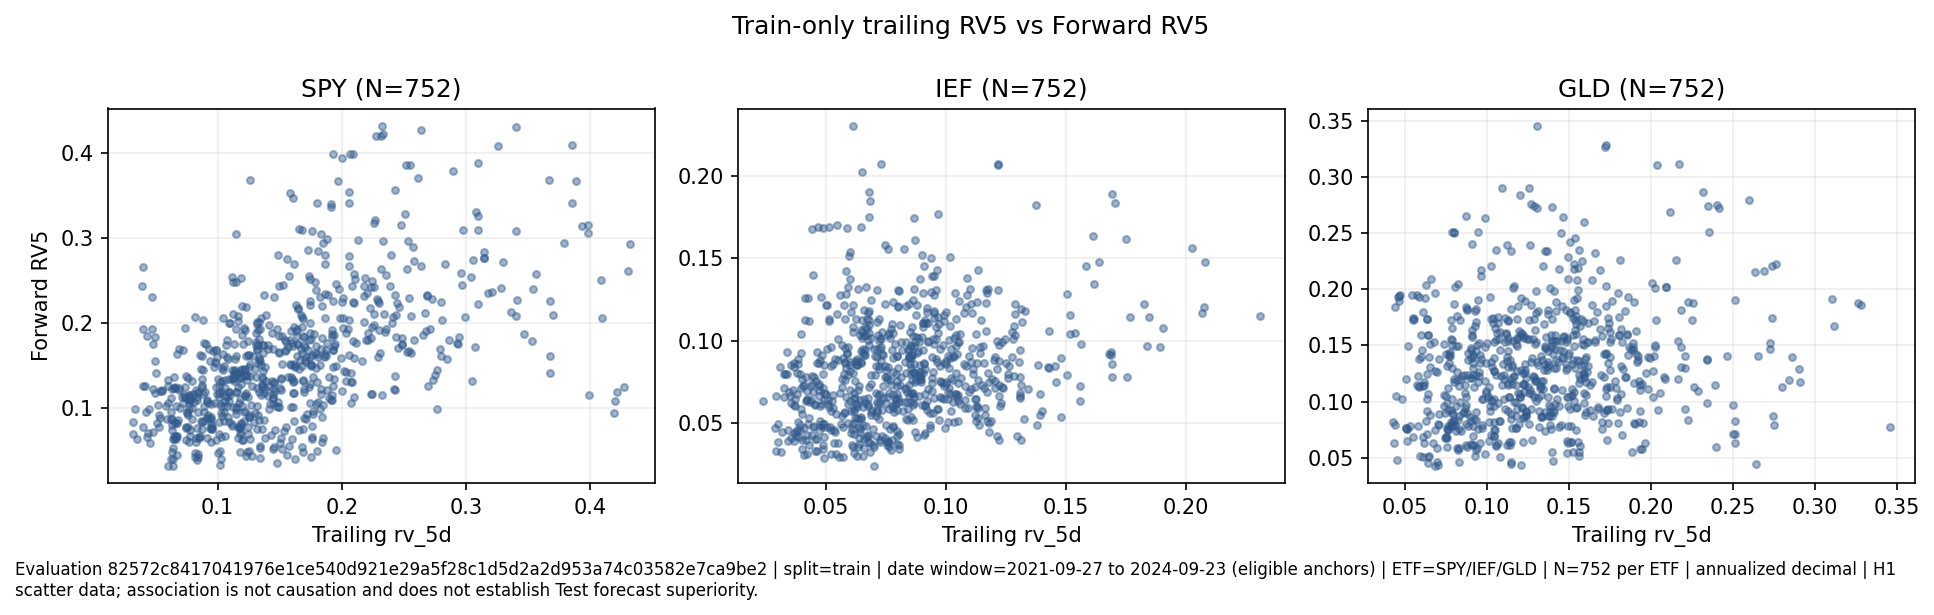 Train-only trailing RV5 vs Forward RV5
SPY (N=752)
IEF (N=752)
GLD (N=752)
Forward RV5
0.4
0.3
0.2
0.1
0.1 0.2 0.3 0.4
Trailing rv_5d
0.20
0.15
0.10
0.05
0.05 0.10 0.15 0.20
Trailing rv_5d
0.35
0.30
0.25
0.20
0.15
0.10
0.05
0.05 0.10 0.15 0.20 0.25 0.30 0.35
Trailing rv_5d
Evaluation 82572c8417041976e1ce540d921e29a5f28c1d5d2a2d953a74c03582e7ca9be2 | split=train | date window=2021-09-27 to 2024-09-23 (eligible anchors) | ETF=SPY/IEF/GLD | N=752 per ETF | annualized decimal | H1
scatter data; association is not causation and does not establish Test forecast superiority.